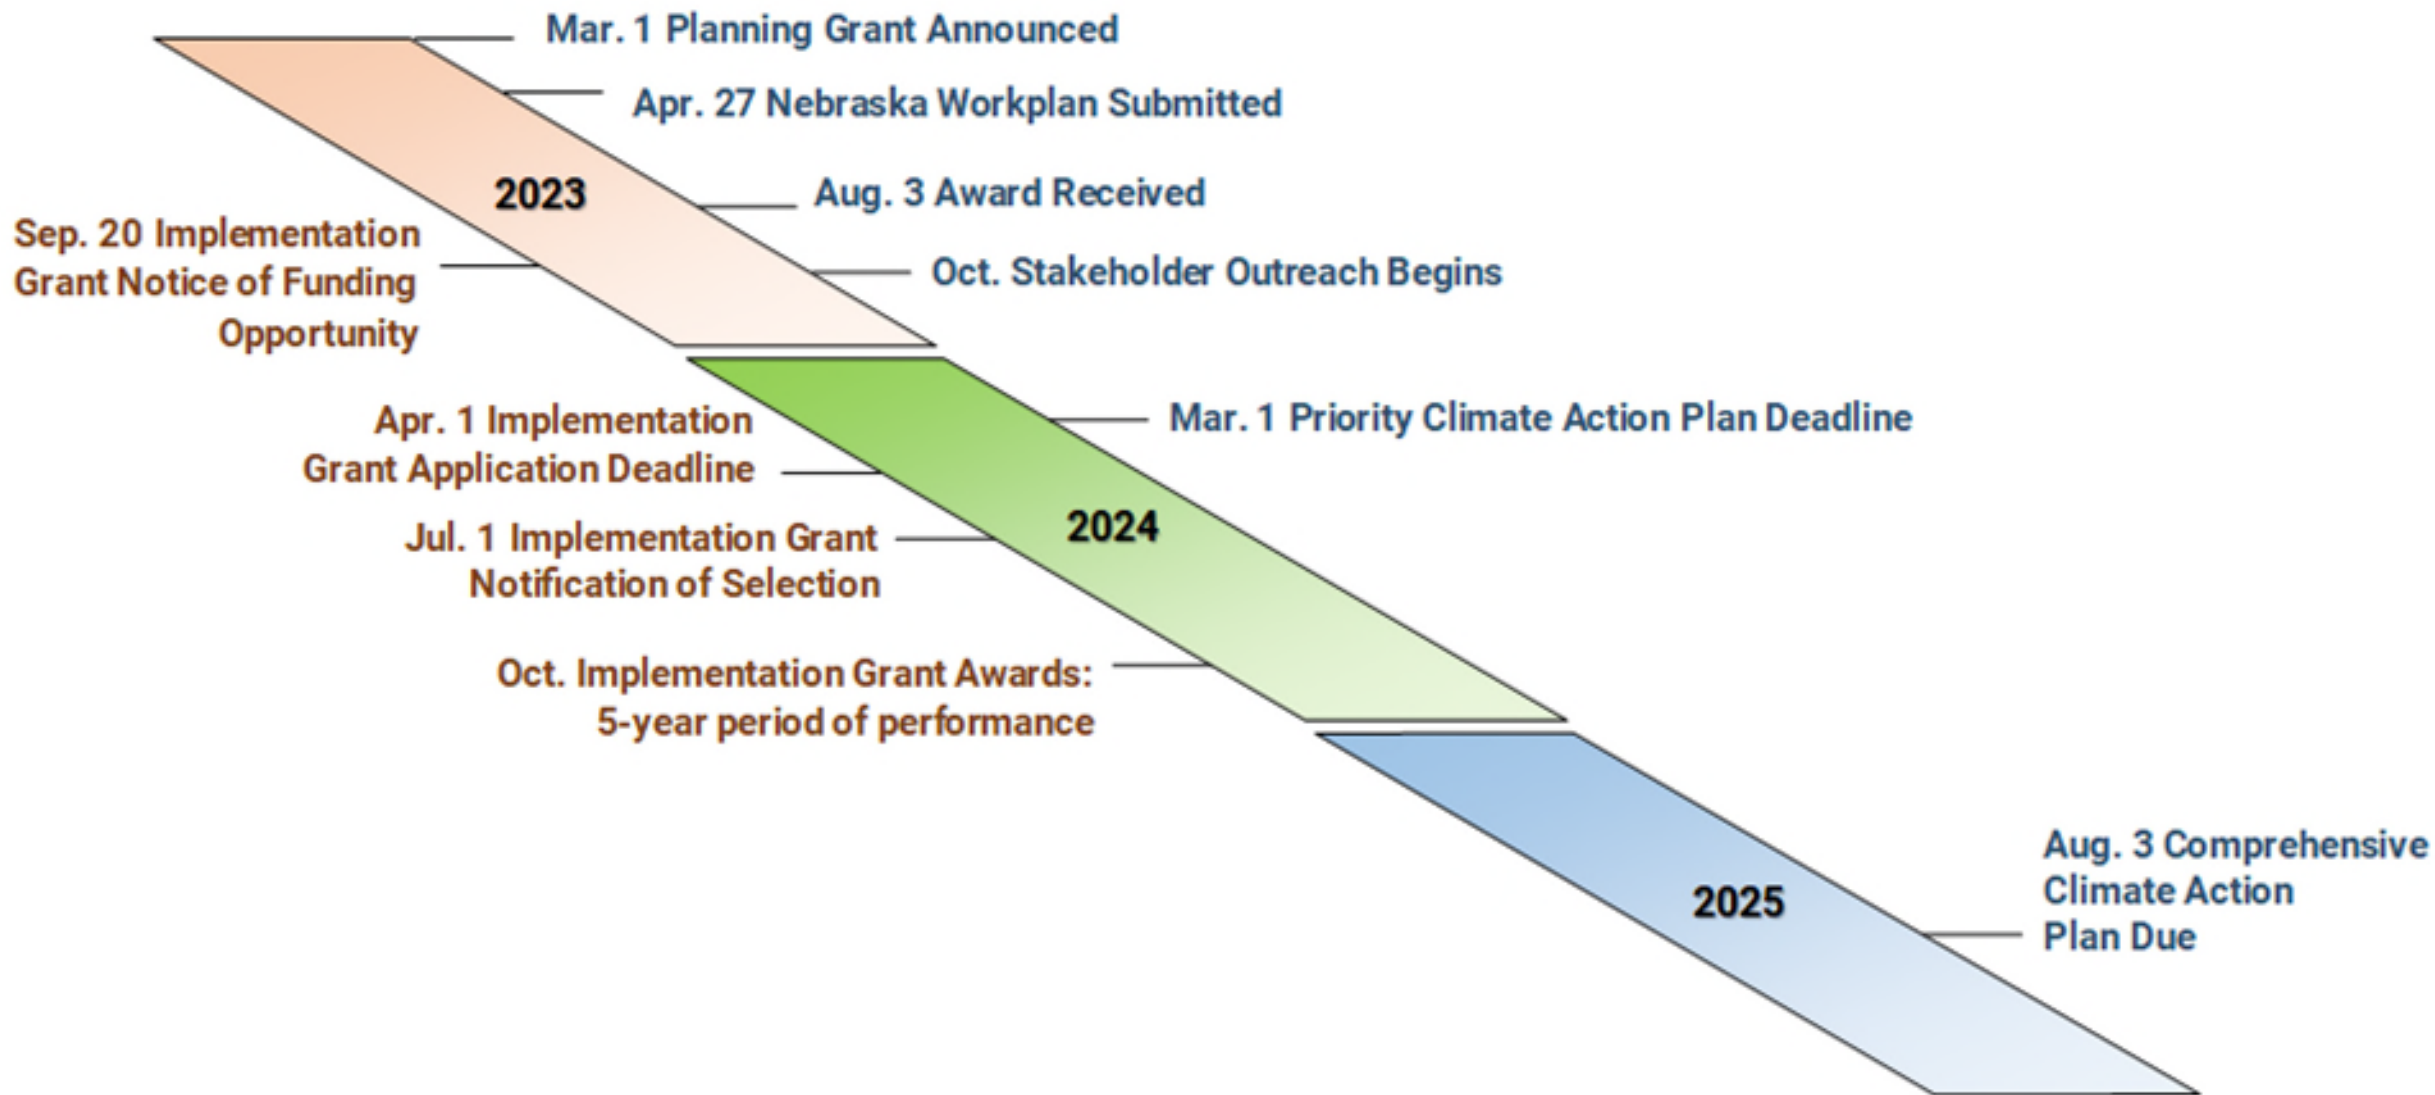 Mar. 1 Planning Grant Announced
Apr. 27 Nebraska Workplan Submitted
2023
Aug. 3 Award Received
Sep. 20 Implementation
Grant Notice of Funding
Opportunity
Oct. Stakeholder Outreach Begins
Mar. 1 Priority Climate Action Plan Deadline
Apr. 1 Implementation
Grant Application Deadline
2024
Jul. 1 Implementation Grant
Notification of Selection
Oct. Implementation Grant Awards:
5-year period of performance
2025
Aug. 3 Comprehensive
Climate Action
Plan Due